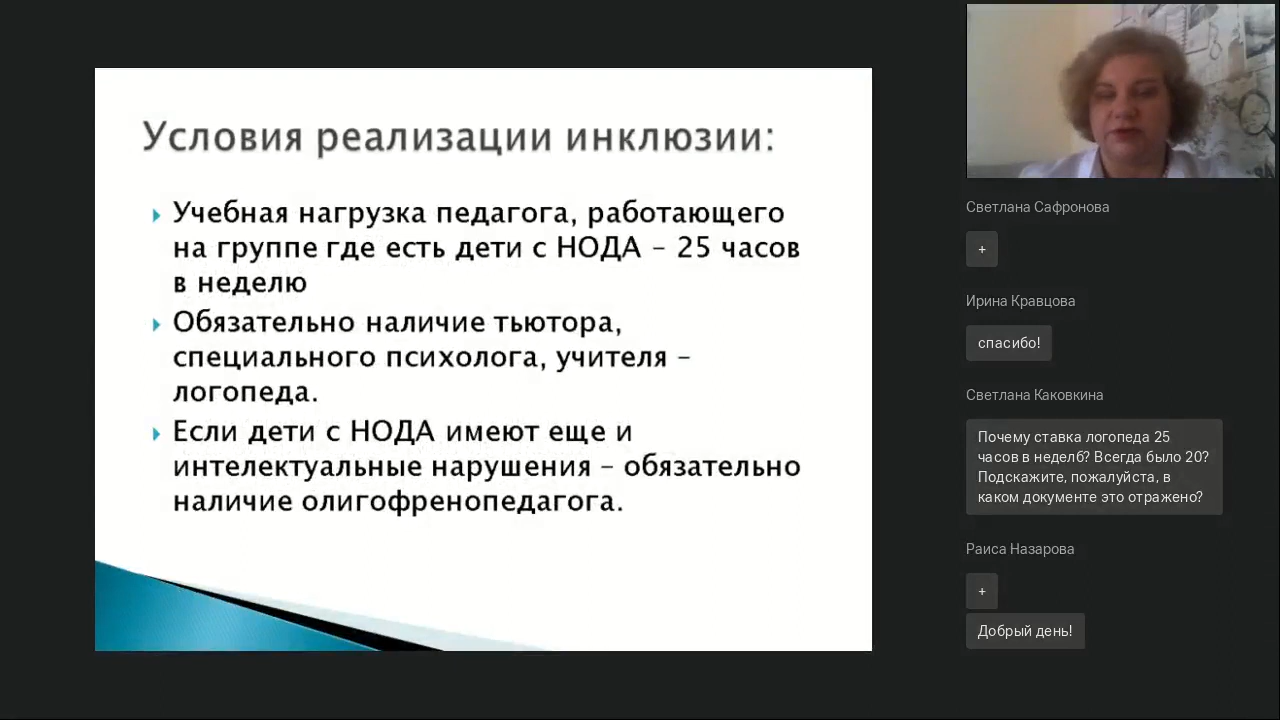 Условия реализации инклюзии:
Учебная нагрузка педагога, работающего
на группе где есть дети с НОДА – 25 часов
в неделю
Обязательно наличие тьютора,
специального психолога, учителя –
логопеда.
Если дети с НОДА имеют еще и
интелектуальные нарушения – обязательно
наличие олигофренопедагога.
Светлана Сафронова
+
Ирина Кравцова
спасибо!
Светлана Каковкина
Почему ставка логопеда 25
часов в неделб? Всегда было 20?
Подскажите, пожалуйста, в
каком документе это отражено?
Раиса Назарова
+
Добрый день!